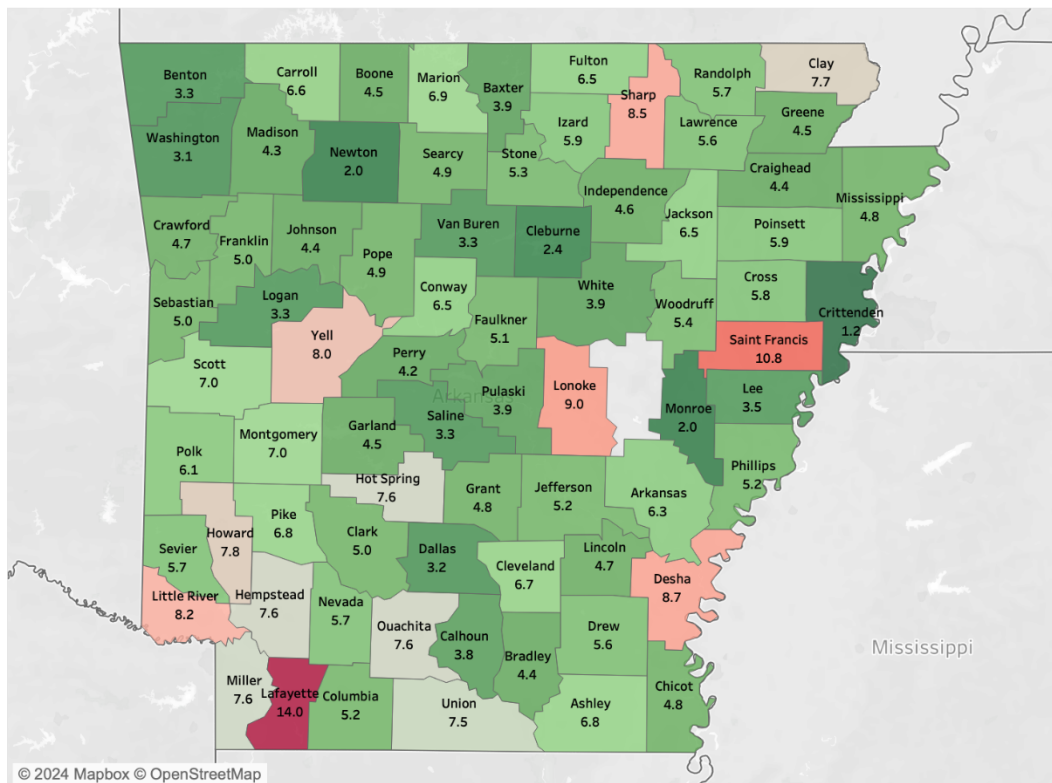 Benton
3.3
Carroll
6.6
Boone
4.5
Marion
6.9
Baxter
3.9
Fulton
6.5
Sharp
8.5
Randolph
5.7
Clay
7.7
Washington
3.1
Madison
4.3
Newton
2.0
Searcy
4.9
Stone
5.3
Izard
5.9
Lawrence
5.6
Greene
4.5
Craighead
4.4
Mississippi
4.8
Crawford
4.7
Franklin
5.0
Johnson
4.4
Pope
4.9
Van Buren
3.3
Cleburne
2.4
Independence
4.6
Jackson
6.5
Poinsett
5.9
Sebastian
5.0
Logan
3.3
Yell
8.0
Conway
6.5
Faulkner
5.1
White
3.9
Woodruff
5.4
Cross
5.8
Crittenden
1.2
Saint Francis
10.8
Scott
7.0
Perry
4.2
Arkansas
Pulaski
3.9
Lonoke
9.0
Monroe
2.0
Lee
3.5
Saline
3.3
Garland
4.5
Montgomery
7.0
Polk
6.1
Hot Spring
7.6
Grant
4.8
Jefferson
5.2
Arkansas
6.3
Phillips
5.2
Howard
7.8
Pike
6.8
Clark
5.0
Dallas
3.2
Cleveland
6.7
Lincoln
4.7
Desha
8.7
Sevier
5.7
Little River
8.2
Hempstead
7.6
Nevada
5.7
Ouachita
7.6
Calhoun
3.8
Bradley
4.4
Drew
5.6
Mississippi
Miller
7.6
Lafayette
14.0
Columbia
5.2
Union
7.5
Ashley
6.8
Chicot
4.8
© 2024 Mapbox © OpenStreetMap